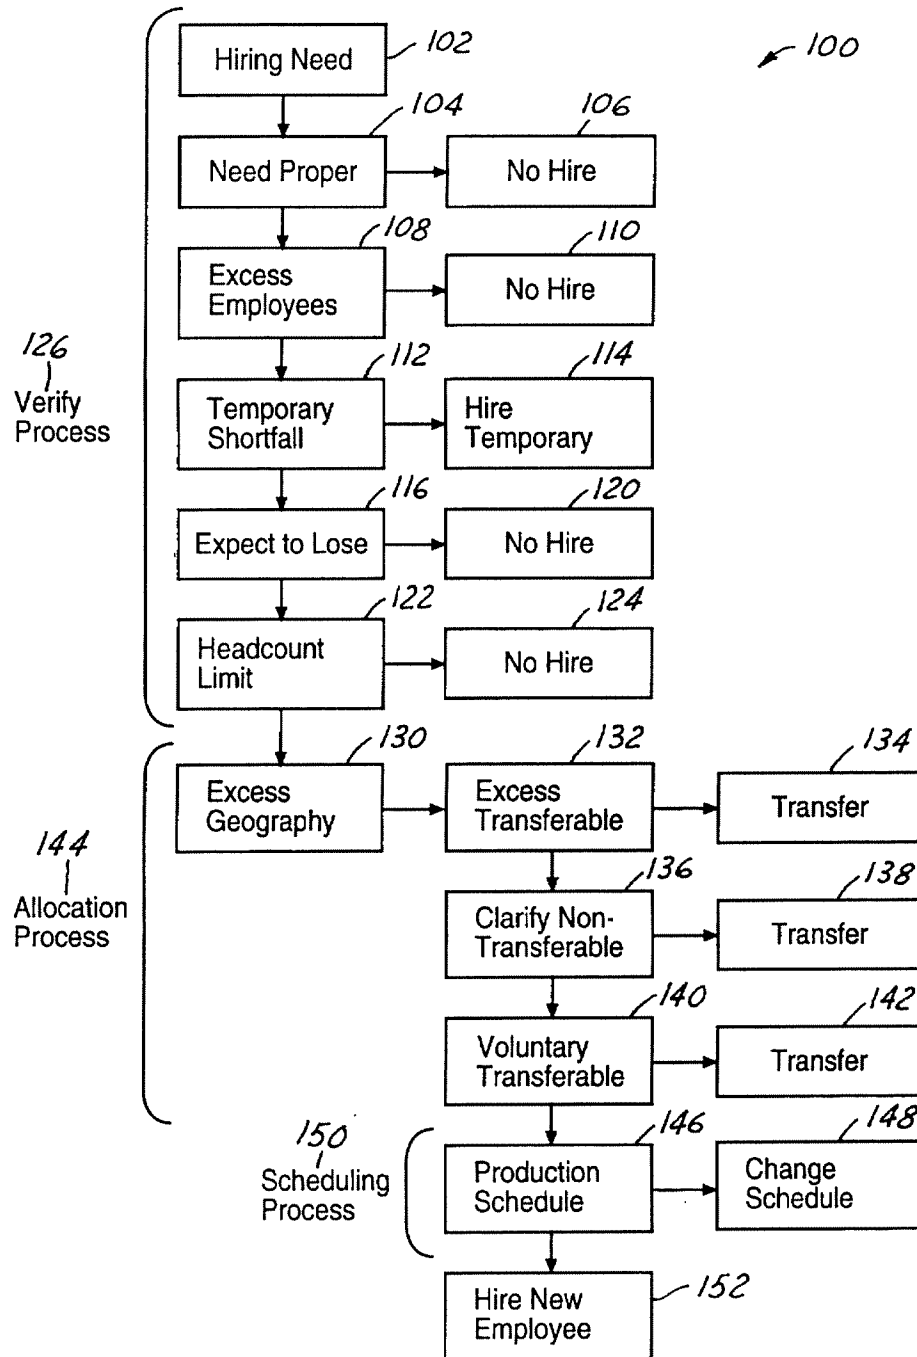 102
100
Hiring Need
104
106
Need Proper
No Hire
108
110
Excess
Employees
No Hire
126
Verify
Process
112
114
Temporary
Shortfall
Hire
Temporary
116
120
Expect to Lose
No Hire
122
124
Headcount
Limit
No Hire
130
132
134
Excess
Geography
Excess
Transferable
Transfer
144
Allocation
Process
136
138
Clarify Non-
Transferable
Transfer
140
142
Voluntary
Transferable
Transfer
150
Scheduling
Process
146
148
Production
Schedule
Change
Schedule
Hire New
Employee
152